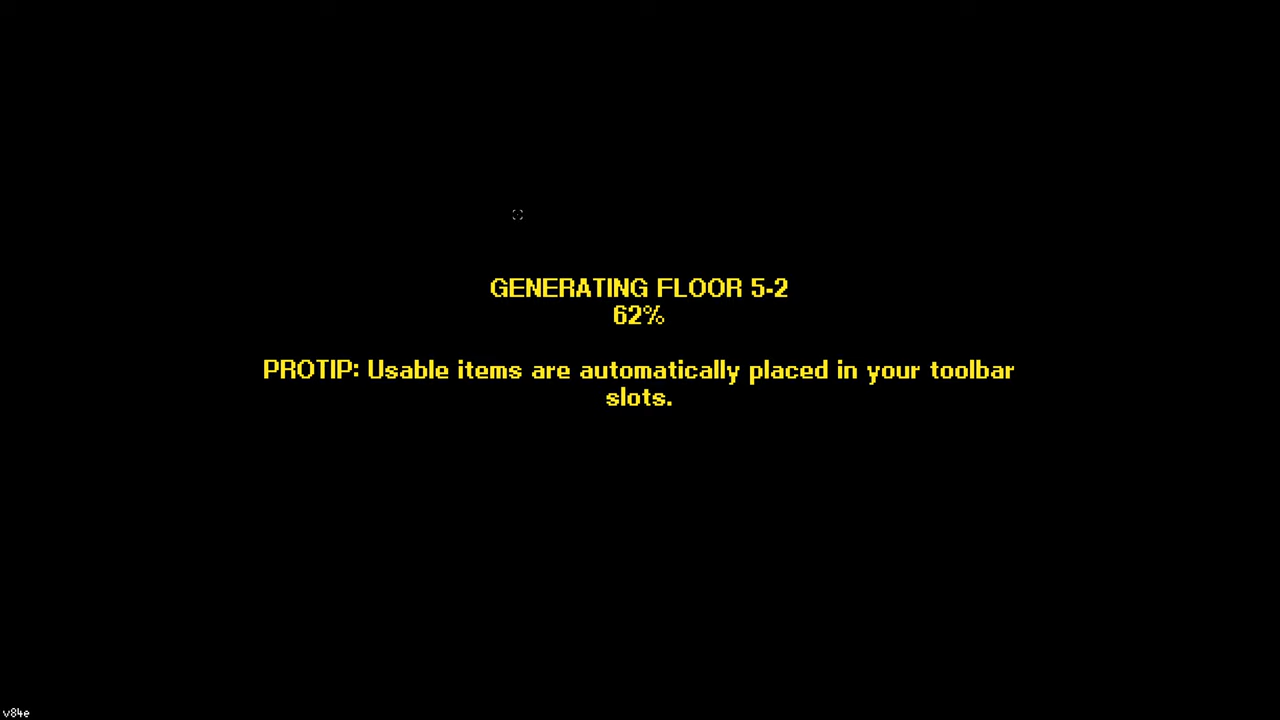 GENERATING FLOOR 5-2
62%
PROTIP: Usable items are automatically placed in your toolbar
slots.
v84e